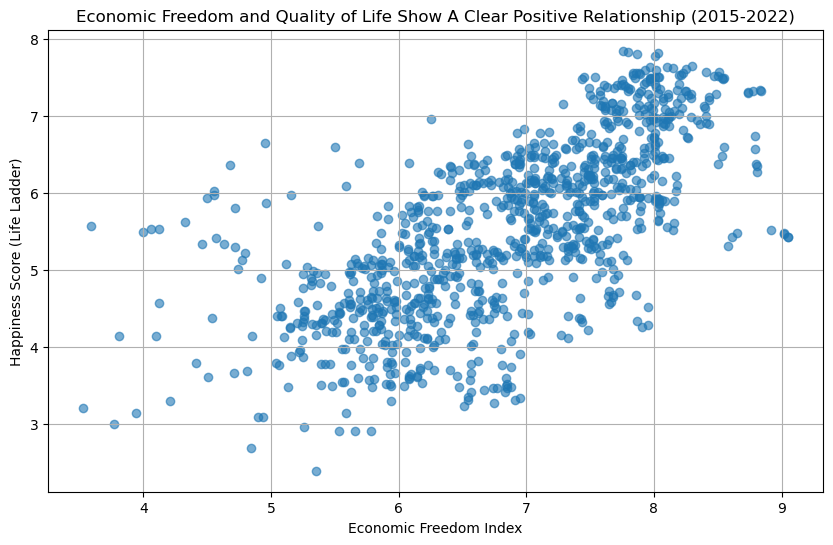 Economic Freedom and Quality of Life Show A Clear Positive Relationship (2015-2022)
Happiness Score (Life Ladder)
8
7
6
5
4
3
4 5 6 7 8 9
Economic Freedom Index